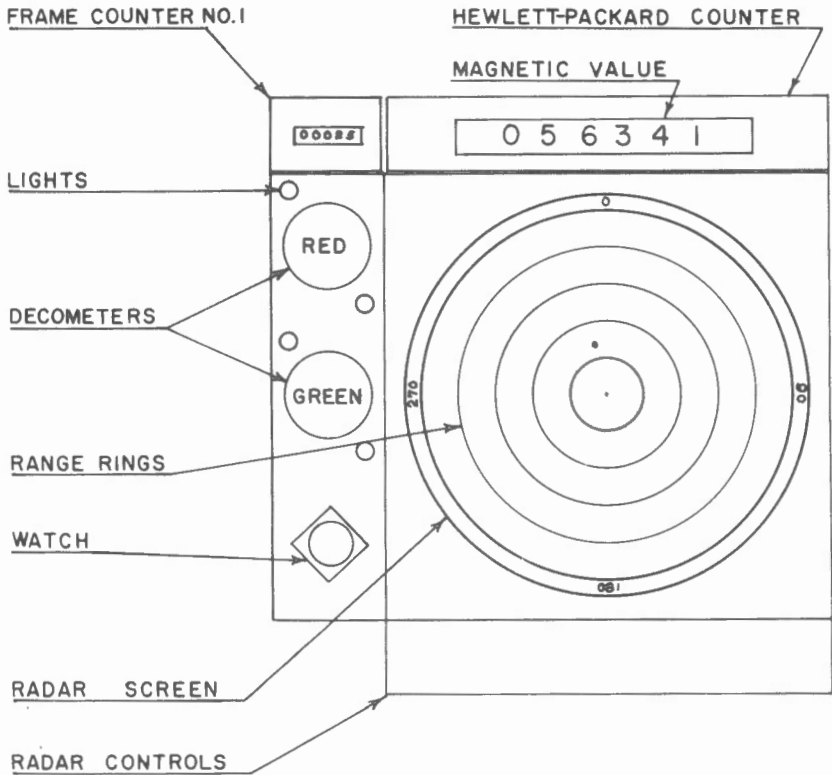 FRAME COUNTER NO.1
HEWLETT-PACKARD COUNTER
MAGNETIC VALUE
056341
LIGHTS
0
RED
DECOMETERS
GREEN
270
90
RANGE RINGS
WATCH
180
RADAR SCREEN
RADAR CONTROLS